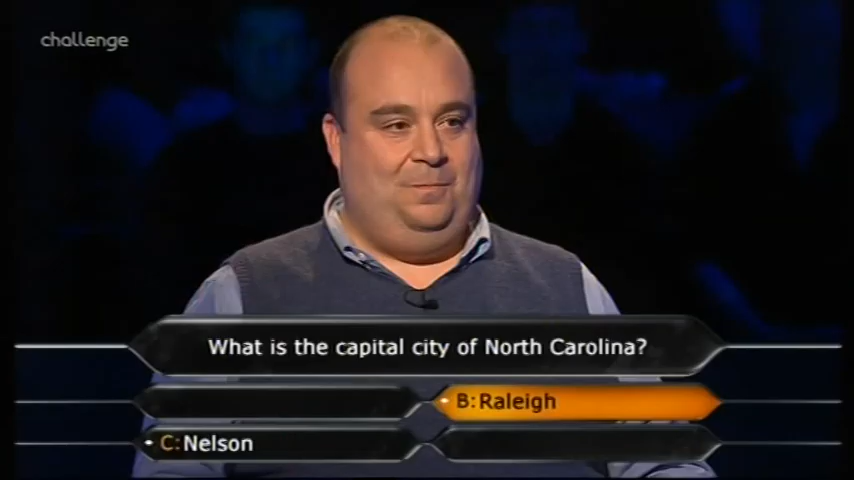 challenge
What is the capital city of North Carolina?
B: Raleigh
C: Nelson